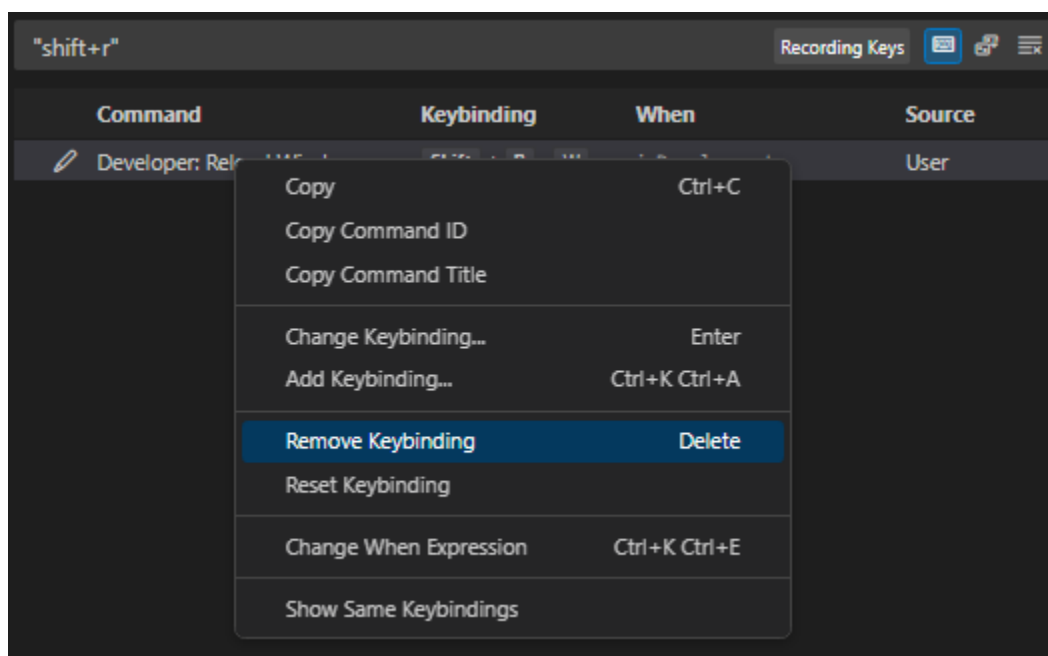 "shift+r"
Recording Keys
Command Keybinding When Source
Developer: User
Copy Ctrl+C
Copy Command ID
Copy Command Title
Change Keybinding... Enter
Add Keybinding... Ctrl+K Ctrl+A
Remove Keybinding Delete
Reset Keybinding
Change When Expression Ctrl+K Ctrl+E
Show Same Keybindings